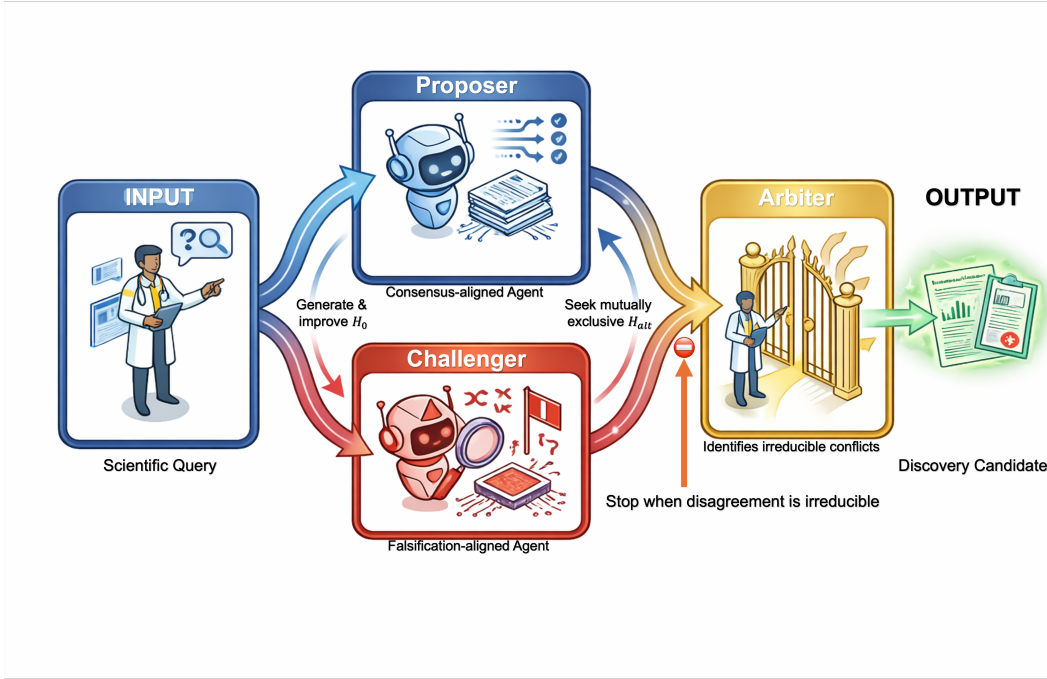 Proposer
INPUT
Arbiter
OUTPUT
?
Consensus-aligned Agent
Generate &
improve H₀
Seek mutually
exclusive Hₐₗₜ
Challenger
Identifies irreducible conflicts
Scientific Query
Discovery Candidate
Stop when disagreement is irreducible
Falsification-aligned Agent